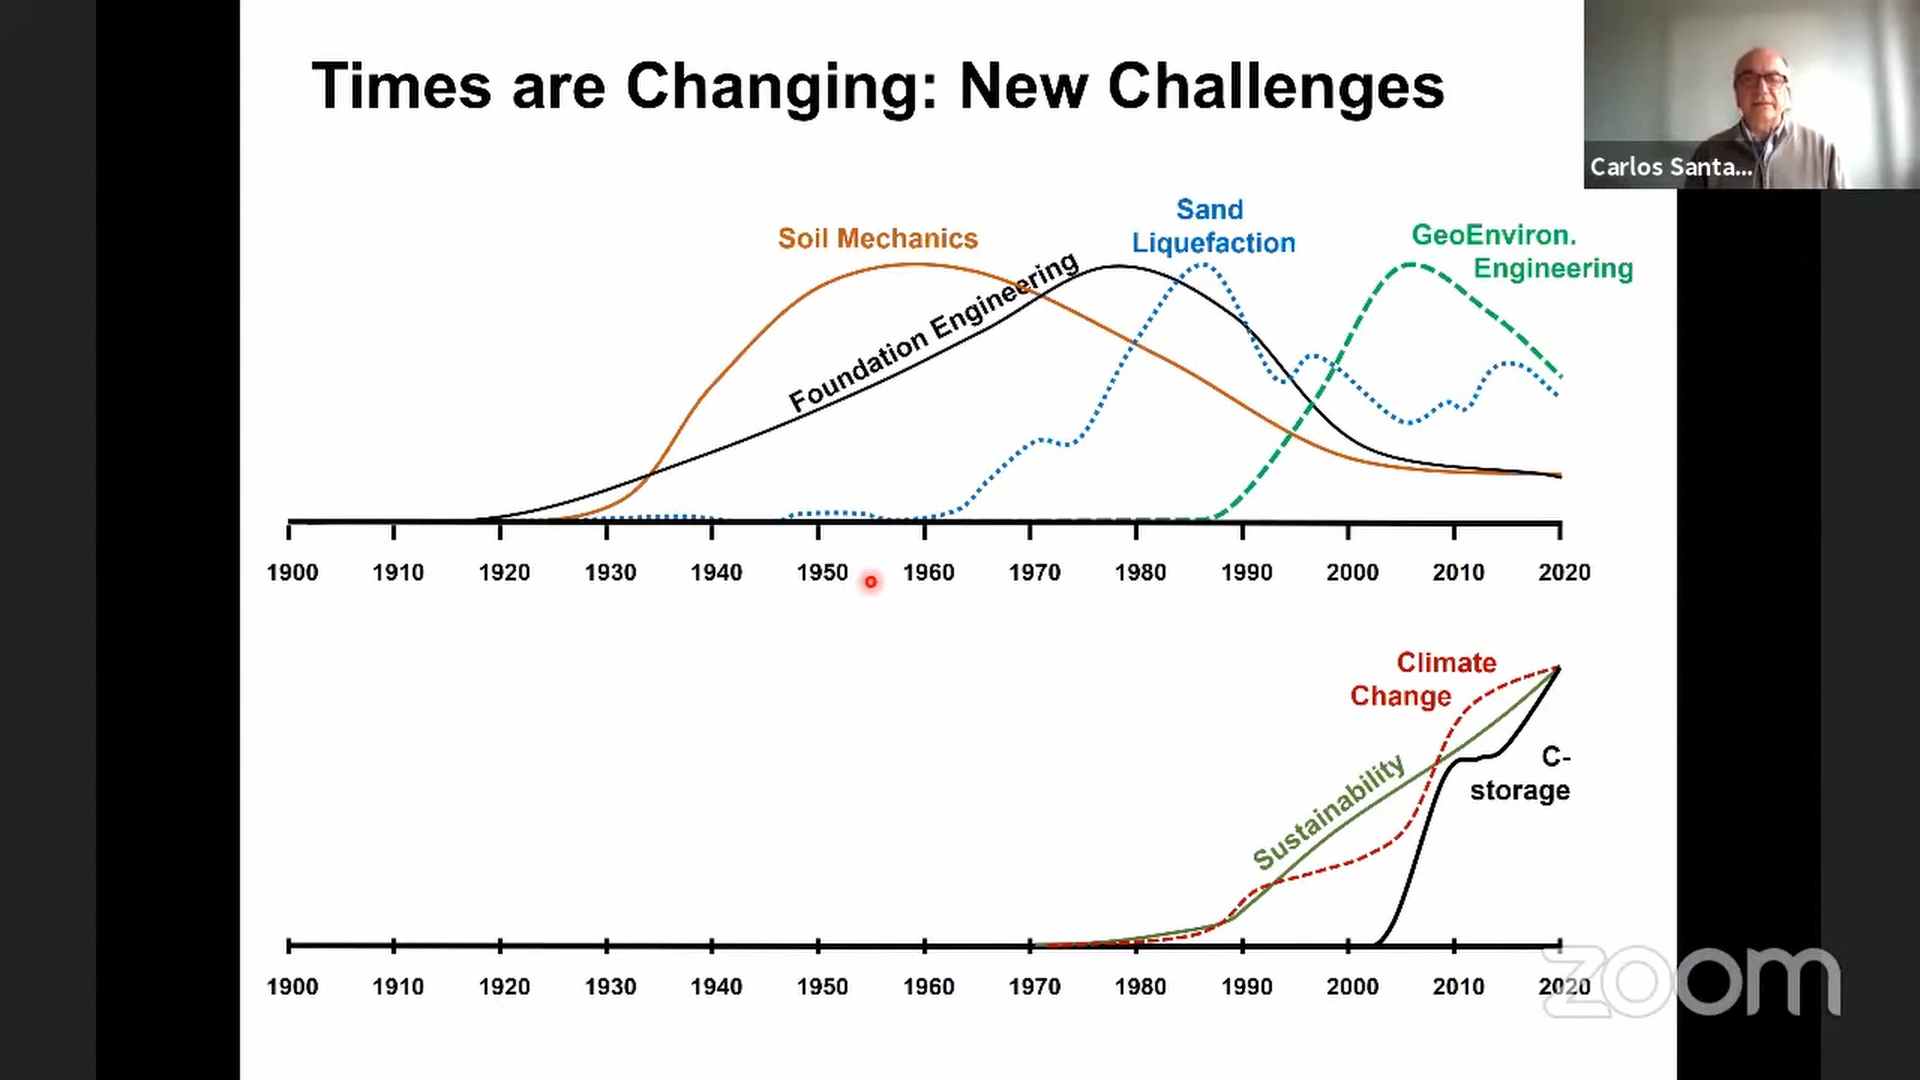 Times are Changing: New Challenges
Carlos Santa...
Soil Mechanics
Foundation Engineering
Sand
Liquefaction
GeoEnviron.
Engineering
1900 1910 1920 1930 1940 1950 1960 1970 1980 1990 2000 2010 2020
Climate
Change
Sustainability
C-
storage
1900 1910 1920 1930 1940 1950 1960 1970 1980 1990 2000 2010 2020
zoom